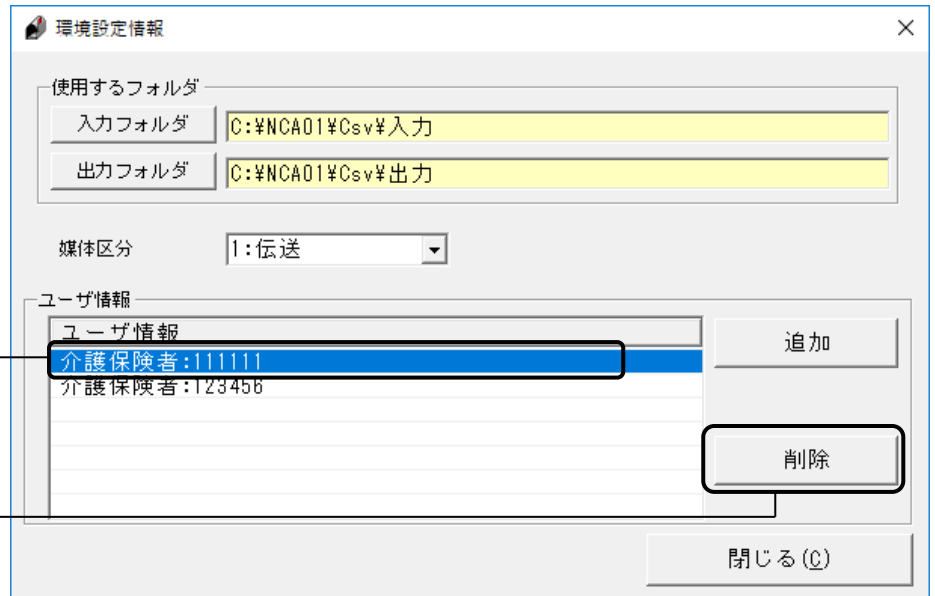 環境設定情報
使用するフォルダ
入力フォルダ C:¥NCA01¥Csv¥入力
出力フォルダ C:¥NCA01¥Csv¥出力
媒体区分 1:伝送
ユーザ情報
ユーザ情報
介護保険者:111111
介護保険者:123456
追加
削除
閉じる(C)